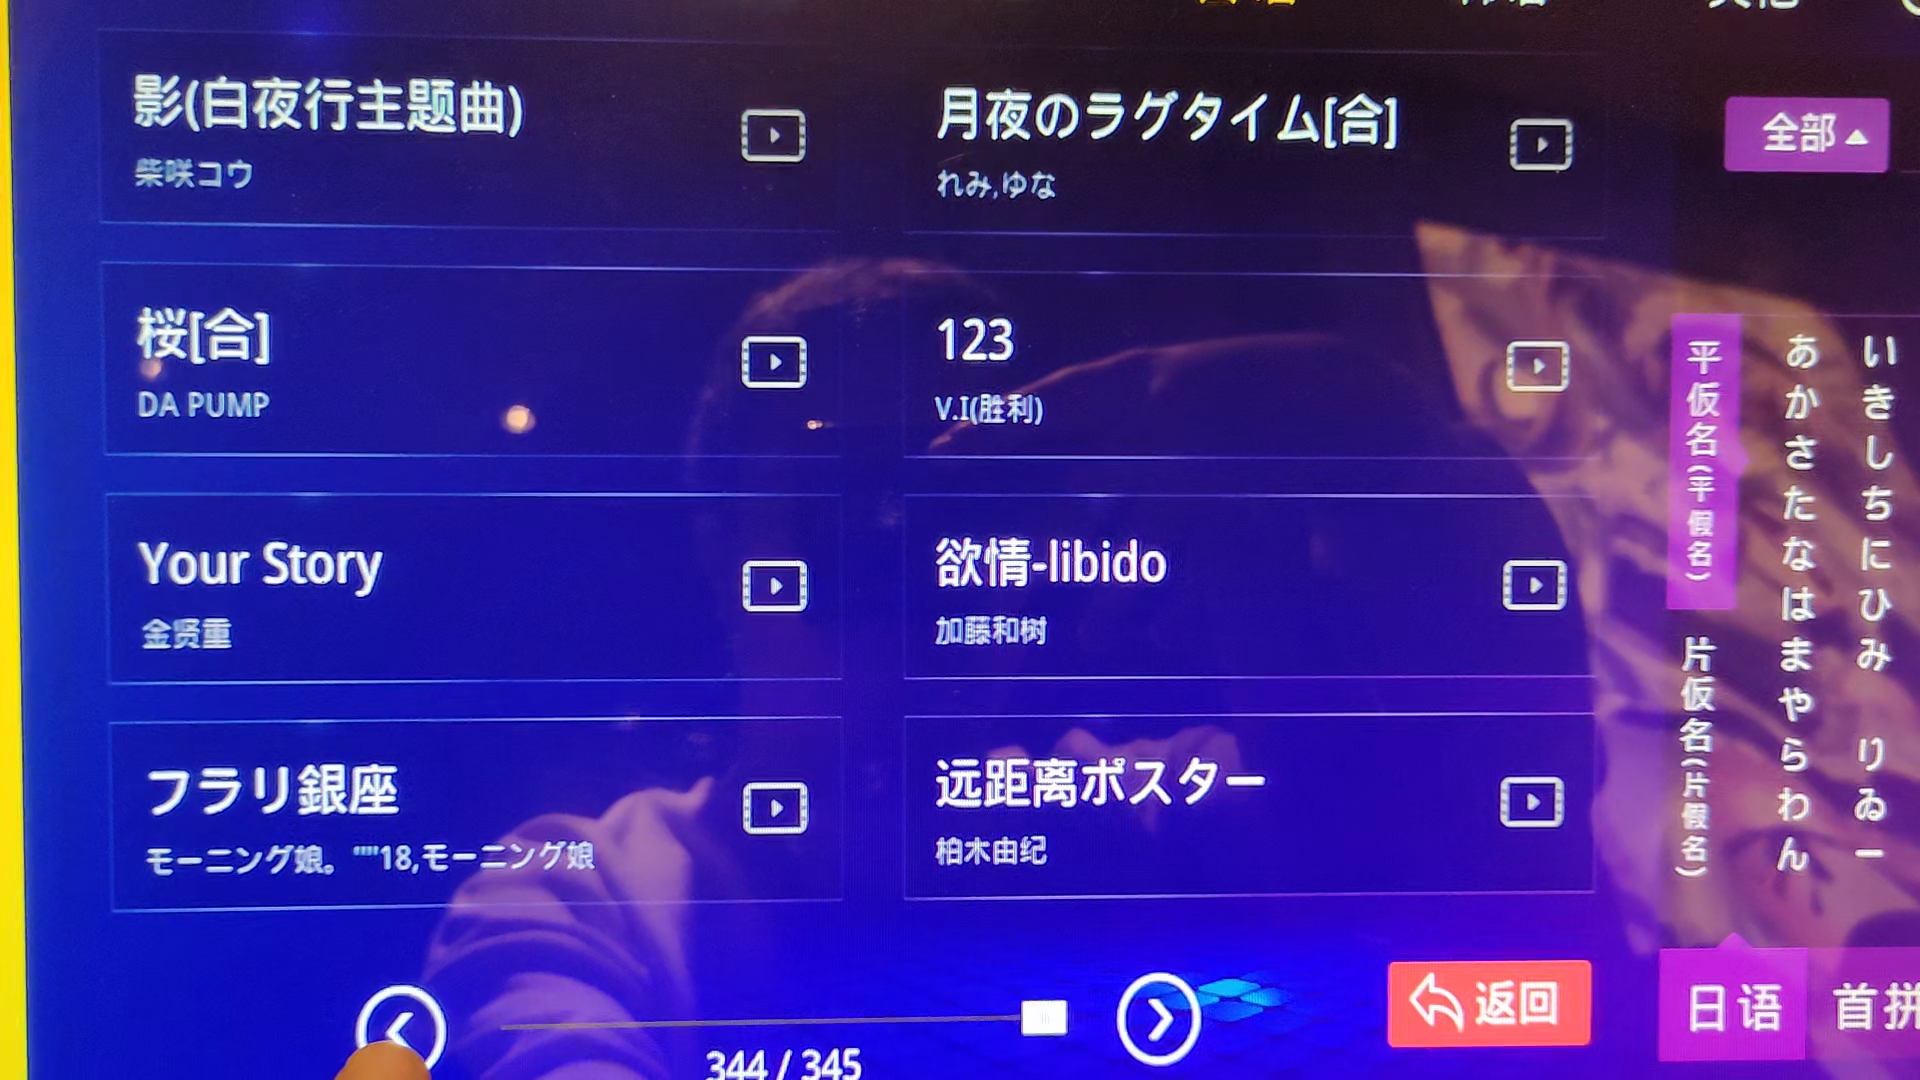 影(白夜行主题曲)
柴咲コウ
月夜のラグタイム[合]
れみ,ゆな
全部
桜[合]
DA PUMP
123
V.I(胜利)
Your Story
金贤重
欲情-libido
加藤和树
フラリ銀座
モーニング娘。""18,モーニング娘
远距离ポスター
柏木由纪
平仮名(平假名)
片仮名(片假名)
あ い
か き
さ し
た ち
な に
は ひ
ま み
や
ら り
わ ゐ
ん ー
344 / 345
返回
日语
首拼